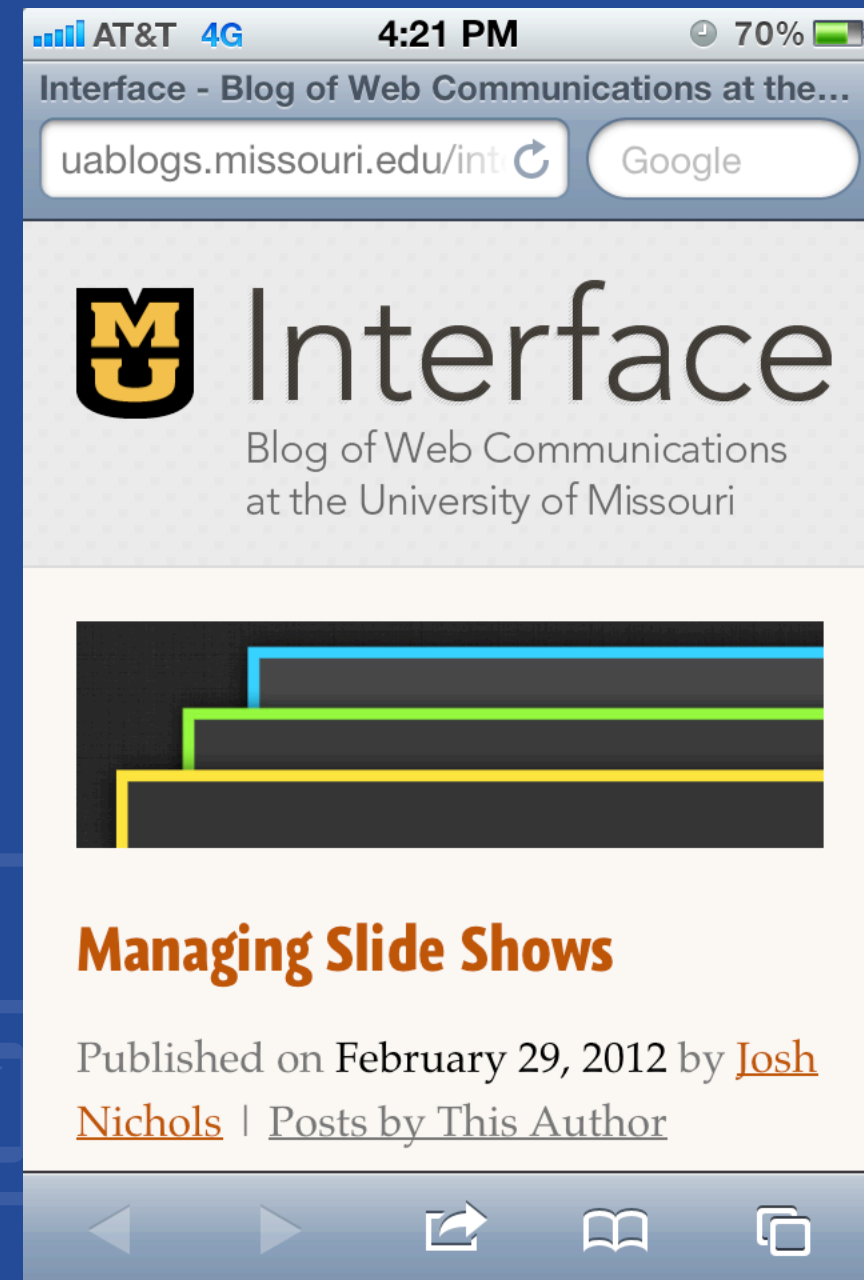 AT&T 4G 4:21 PM 70%
Interface - Blog of Web Communications at the...
uablogs.missouri.edu/int Google
MU Interface
Blog of Web Communications
at the University of Missouri
Managing Slide Shows
Published on February 29, 2012 by Josh
Nichols | Posts by This Author